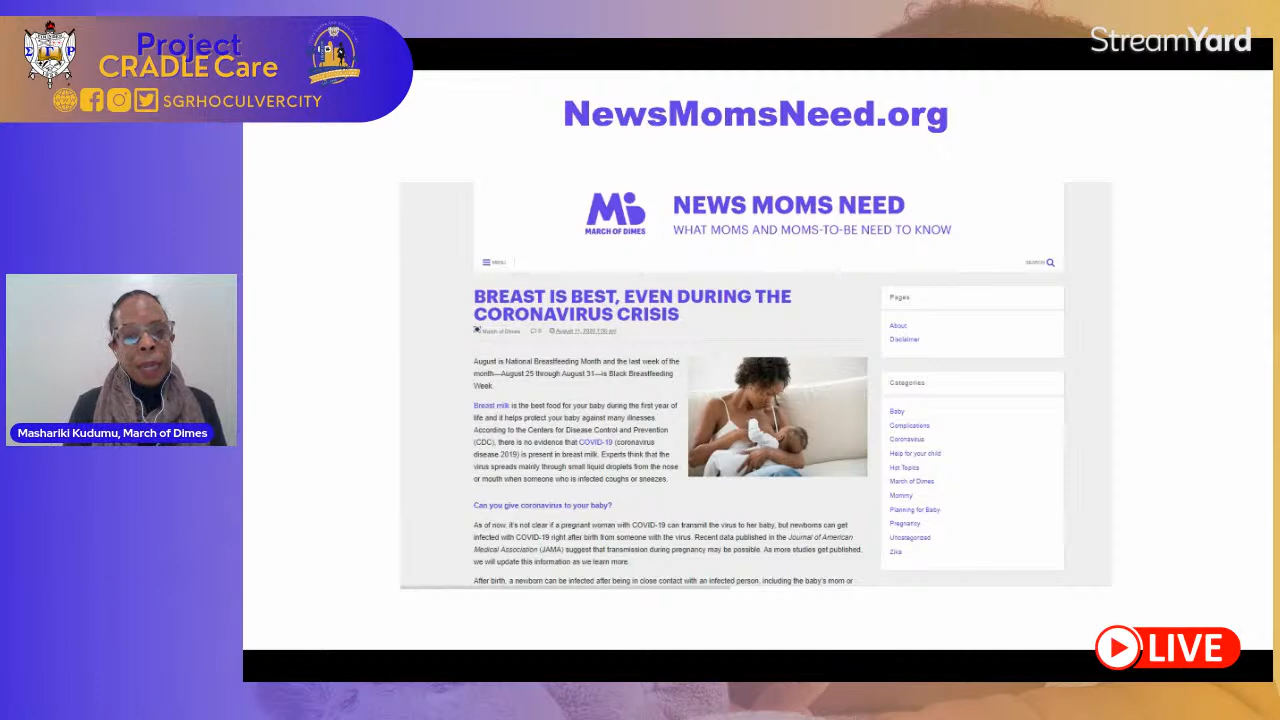 Project
CRADLE Care
SGRHOCULVERCITY
StreamYard
NewsMomsNeed.org
MARCH OF DIMES
NEWS MOMS NEED
WHAT MOMS AND MOMS-TO-BE NEED TO KNOW
MENU
SEARCH
BREAST IS BEST, EVEN DURING THE
CORONAVIRUS CRISIS
March of Dimes 0 August 11, 2020 7:00 am
August is National Breastfeeding Month and the last week of the
month—August 25 through August 31—is Black Breastfeeding
Week.
Breast milk is the best food for your baby during the first year of
life and it helps protect your baby against many illnesses.
According to the Centers for Disease Control and Prevention
(CDC), there is no evidence that COVID-19 (coronavirus
disease 2019) is present in breast milk. Experts think that the
virus spreads mainly through small liquid droplets from the nose
or mouth when someone who is infected coughs or sneezes.
Can you give coronavirus to your baby?
As of now, it's not clear if a pregnant woman with COVID-19 can transmit the virus to her baby, but newborns can get
infected with COVID-19 right after birth from someone with the virus. Recent data published in the Journal of American
Medical Association (JAMA) suggest that transmission during pregnancy may be possible. As more studies get published,
we will update this information as we learn more.
After birth, a newborn can be infected after being in close contact with an infected person, including the baby's mom or
Pages
About
Disclaimer
Categories
Baby
Complications
Coronavirus
Help for your child
Hot Topics
March of Dimes
Mommy
Planning for Baby
Pregnancy
Uncategorized
Zika
Mashariki Kudumu, March of Dimes
LIVE